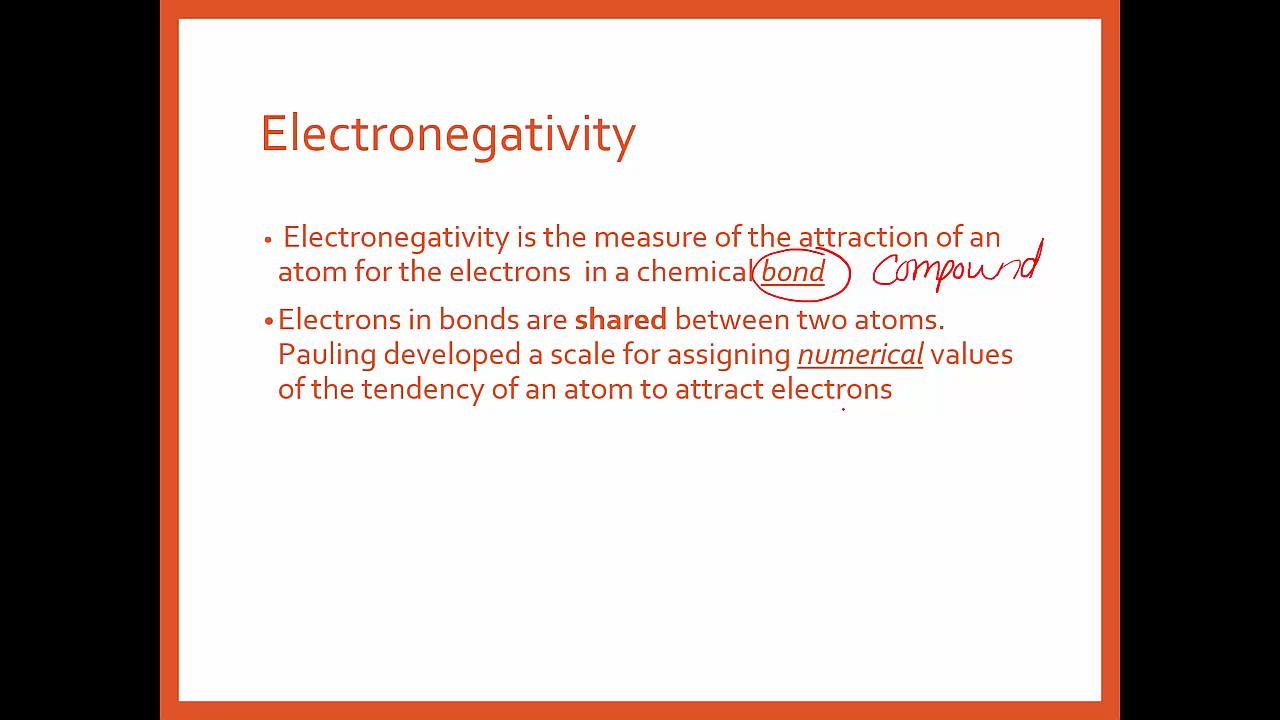 Electronegativity
• Electronegativity is the measure of the attraction of an
atom for the electrons in a chemical bond compound
• Electrons in bonds are shared between two atoms.
Pauling developed a scale for assigning numerical values
of the tendency of an atom to attract electrons